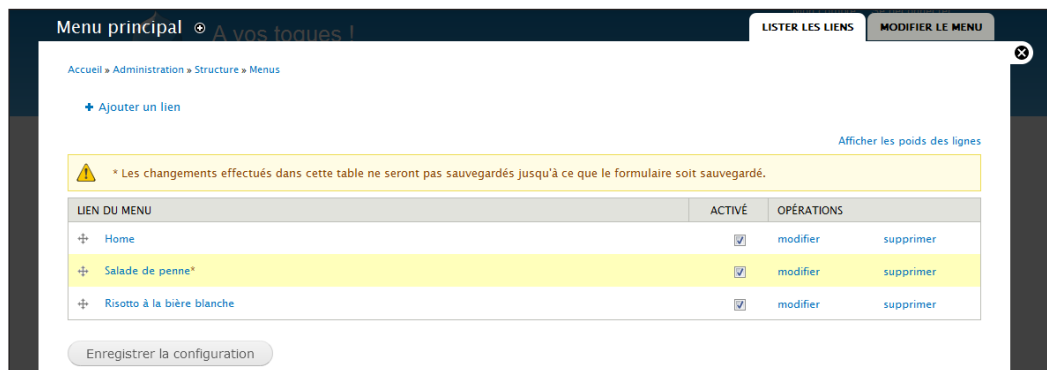 Menu principal
A vos toques !
LISTER LES LIENS
MODIFIER LE MENU
Accueil » Administration » Structure » Menus
Ajouter un lien
Afficher les poids des lignes
* Les changements effectués dans cette table ne seront pas sauvegardés jusqu'à ce que le formulaire soit sauvegardé.
LIEN DU MENU ACTIVÉ OPÉRATIONS
Home modifier supprimer
Salade de penne* modifier supprimer
Risotto à la bière blanche modifier supprimer
Enregistrer la configuration